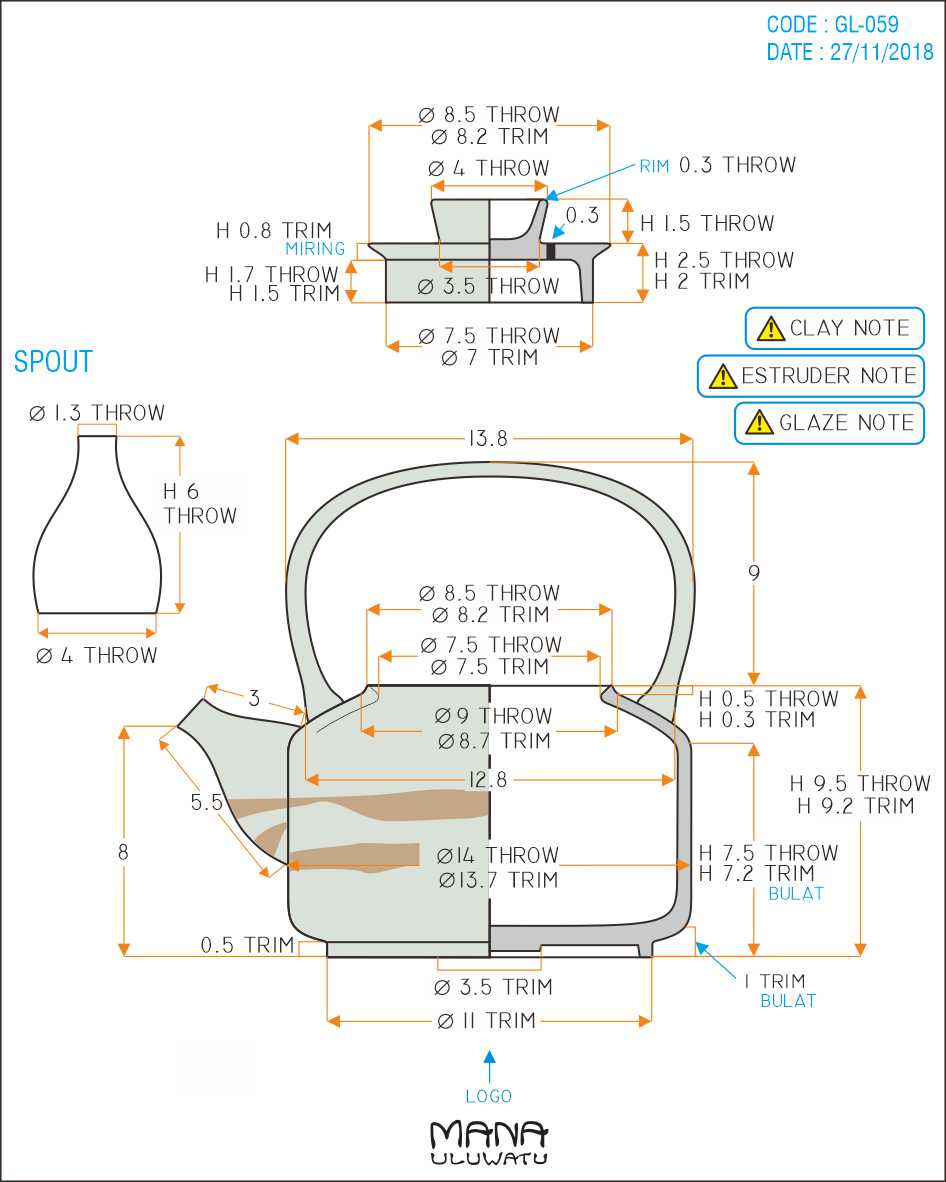 CODE : GL-059
DATE : 27/11/2018
Ø 8.5 THROW
Ø 8.2 TRIM
Ø 4 THROW
RIM 0.3 THROW
0.3
H 1.5 THROW
H 0.8 TRIM
MIRING
H 2.5 THROW
H 2 TRIM
H 1.7 THROW
H 1.5 TRIM
Ø 3.5 THROW
Ø 7.5 THROW
Ø 7 TRIM
CLAY NOTE
ESTRUDER NOTE
GLAZE NOTE
SPOUT
Ø 1.3 THROW
H 6
THROW
Ø 4 THROW
13.8
9
Ø 8.5 THROW
Ø 8.2 TRIM
Ø 7.5 THROW
Ø 7.5 TRIM
3
H 0.5 THROW
H 0.3 TRIM
Ø9 THROW
Ø8.7 TRIM
12.8
H 9.5 THROW
H 9.2 TRIM
5.5
8
Ø14 THROW
Ø13.7 TRIM
H 7.5 THROW
H 7.2 TRIM
BULAT
0.5 TRIM
Ø 3.5 TRIM
1 TRIM
BULAT
Ø 11 TRIM
LOGO
MANA
ULUWATU